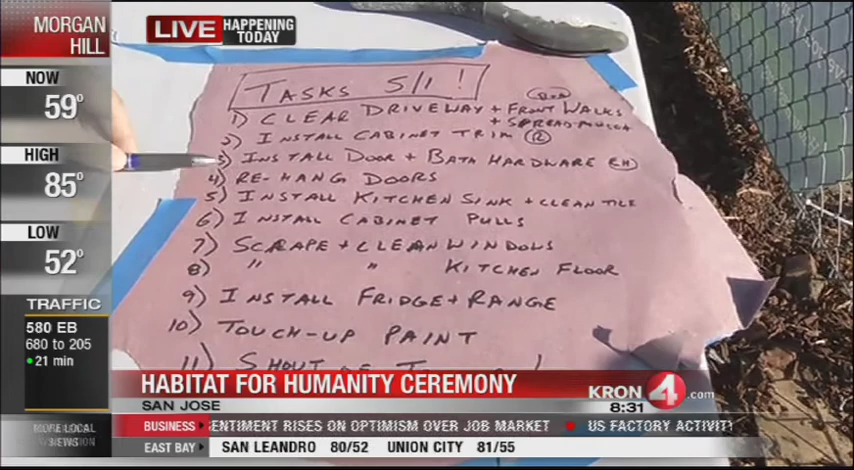 MORGAN HILL
NOW
59°
HIGH
85°
LOW
52°
TRAFFIC
580 EB
680 to 205
21 min
MORE LOCAL
NEWS
LIVE HAPPENING TODAY
TASKS 5/1!
1) CLEAR DRIVEWAY + FRONT WALKS
+ SPREAD
2) INSTALL CABINET TRIM
3) INSTALL DOOR + BATH HARDWARE
4) RE-HANG DOORS
5) INSTALL KITCHEN SINK + CLEAN TILE
6) INSTALL CABINET PULLS
7) SCRAPE + CLEAN WINDOWS
8) " " KITCHEN FLOOR
9) INSTALL FRIDGE + RANGE
10) TOUCH-UP PAINT
11) SHOUT
HABITAT FOR HUMANITY CEREMONY
SAN JOSE
KRON 4 .com
8:31
BUSINESS ENTIMENT RISES ON OPTIMISM OVER JOB MARKET US FACTORY ACTIVIT
EAST BAY SAN LEANDRO 80/52 UNION CITY 81/55